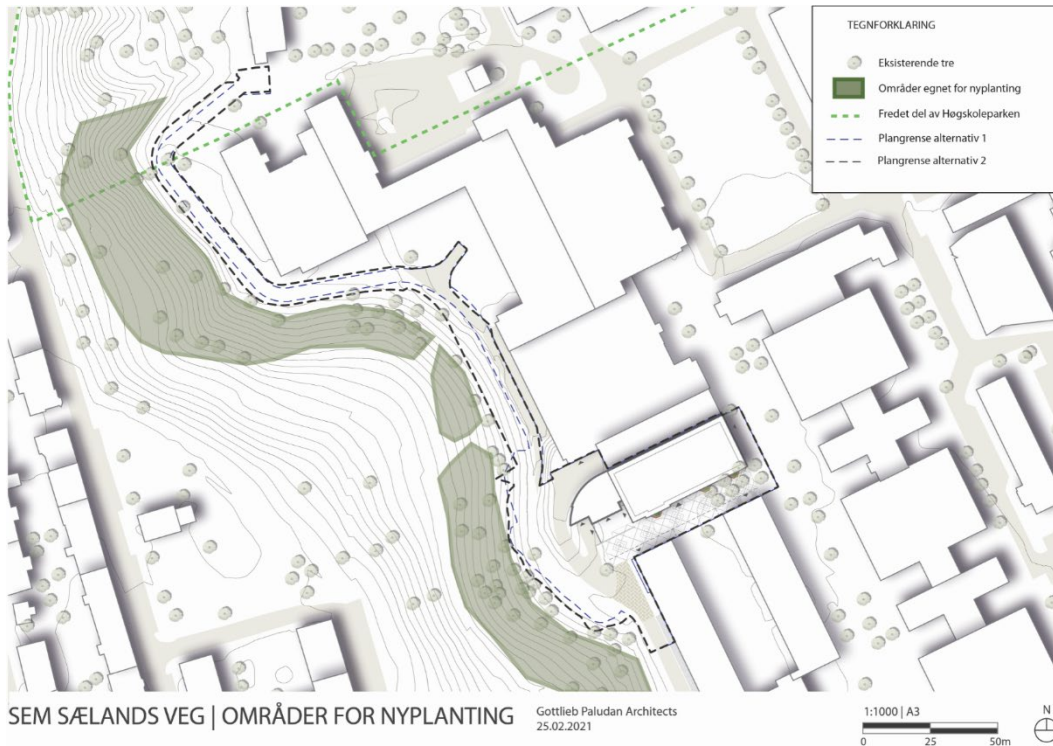 TEGNFORKLARING
Eksisterende tre
Områder egnet for nyplanting
Fredet del av Høgskoleparken
Plangrense alternativ 1
Plangrense alternativ 2
SEM SÆLANDS VEG | OMRÅDER FOR NYPLANTING
Gottlieb Paludan Architects
25.02.2021
1:1000 | A3
0 25 50m
N